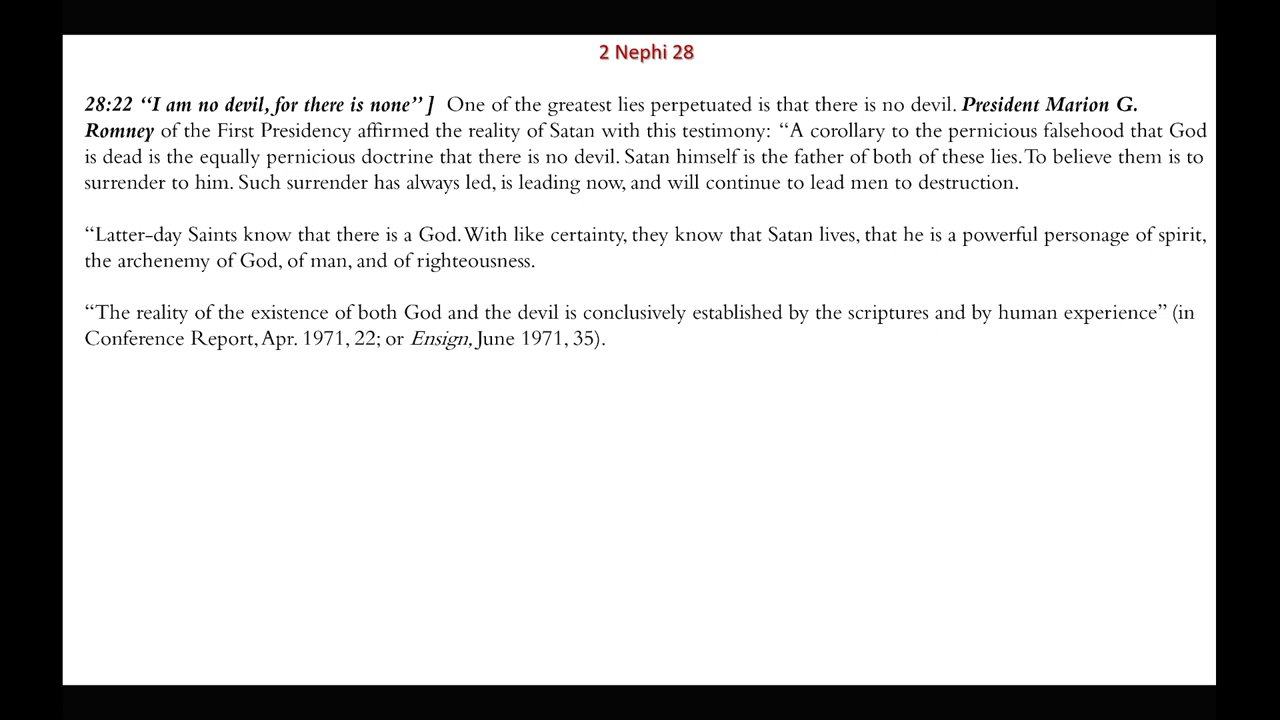 2 Nephi 28
28:22 “I am no devil, for there is none” ] One of the greatest lies perpetuated is that there is no devil. President Marion G.
Romney of the First Presidency affirmed the reality of Satan with this testimony: “A corollary to the pernicious falsehood that God
is dead is the equally pernicious doctrine that there is no devil. Satan himself is the father of both of these lies. To believe them is to
surrender to him. Such surrender has always led, is leading now, and will continue to lead men to destruction.
“Latter-day Saints know that there is a God. With like certainty, they know that Satan lives, that he is a powerful personage of spirit,
the archenemy of God, of man, and of righteousness.
“The reality of the existence of both God and the devil is conclusively established by the scriptures and by human experience” (in
Conference Report, Apr. 1971, 22; or Ensign, June 1971, 35).